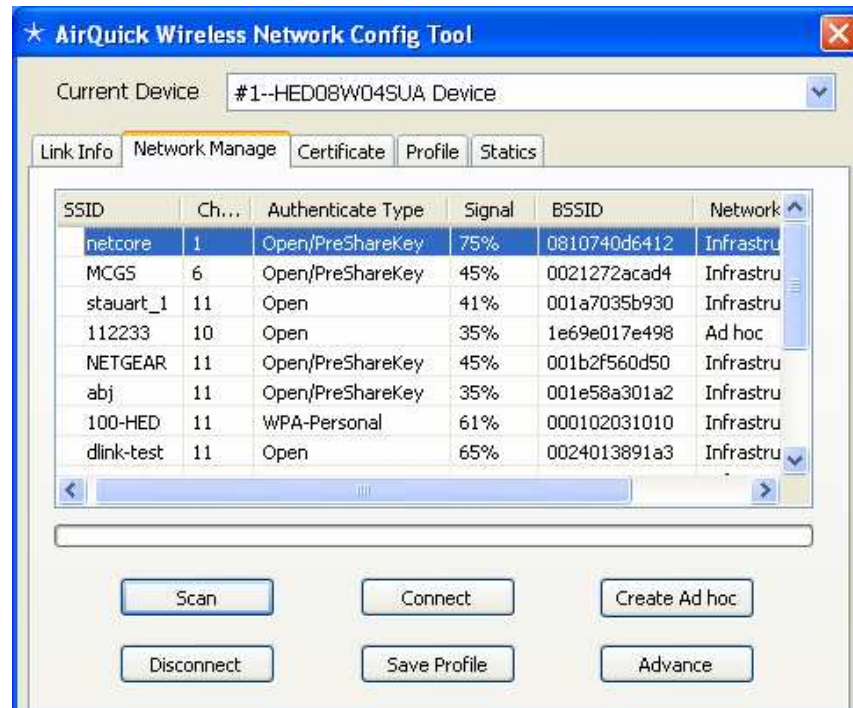 AirQuick Wireless Network Config Tool
Current Device #1--HED08W04SUA Device
Link Info Network Manage Certificate Profile Statics
SSID Ch... Authenticate Type Signal BSSID Network
netcore 1 Open/PreShareKey 75% 0810740d6412 Infrastru
MCGS 6 Open/PreShareKey 45% 0021272acad4 Infrastru
stauart_1 11 Open 41% 001a7035b930 Infrastru
112233 10 Open 35% 1e69e017e498 Ad hoc
NETGEAR 11 Open/PreShareKey 45% 001b2f560d50 Infrastru
abj 11 Open/PreShareKey 35% 001e58a301a2 Infrastru
100-HED 11 WPA-Personal 61% 000102031010 Infrastru
dlink-test 11 Open 65% 0024013891a3 Infrastru
Scan Connect Create Ad hoc
Disconnect Save Profile Advance